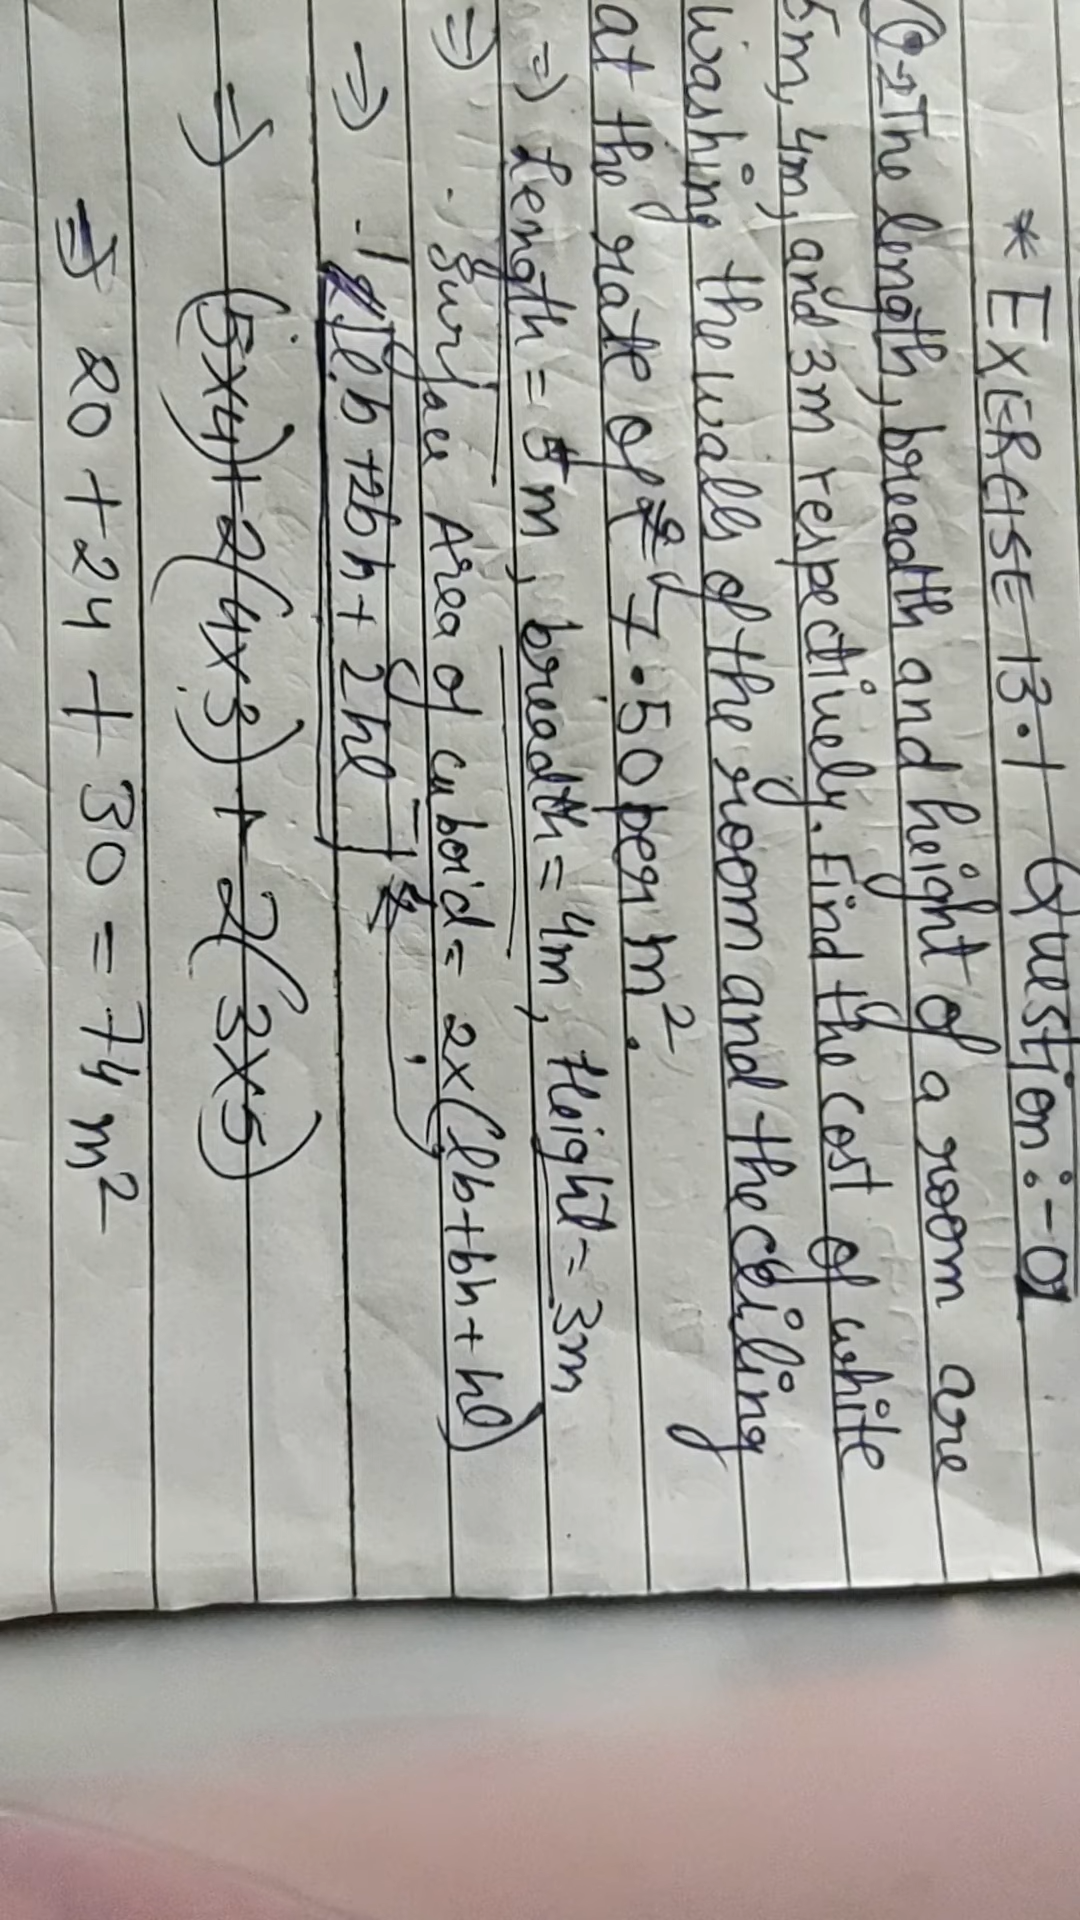 * EXERCISE 13.1 Question:-01
Q-2 The length, breadth and height of a room are
5m, 4m, and 3m respectively. Find the cost of white
washing the walls of the room and the ceiling
at the rate of ₹ 7.50 per m².
⇒ Length = 5m, breadth = 4m, Height = 3m
⇒ Surface Area of cuboid = 2×(lb+bh+hl)
⇒ 1[lb+2bh+2hl]
⇒ (5×4)+2(4×3)+2(3×5)
⇒ 20+24+30=74m²